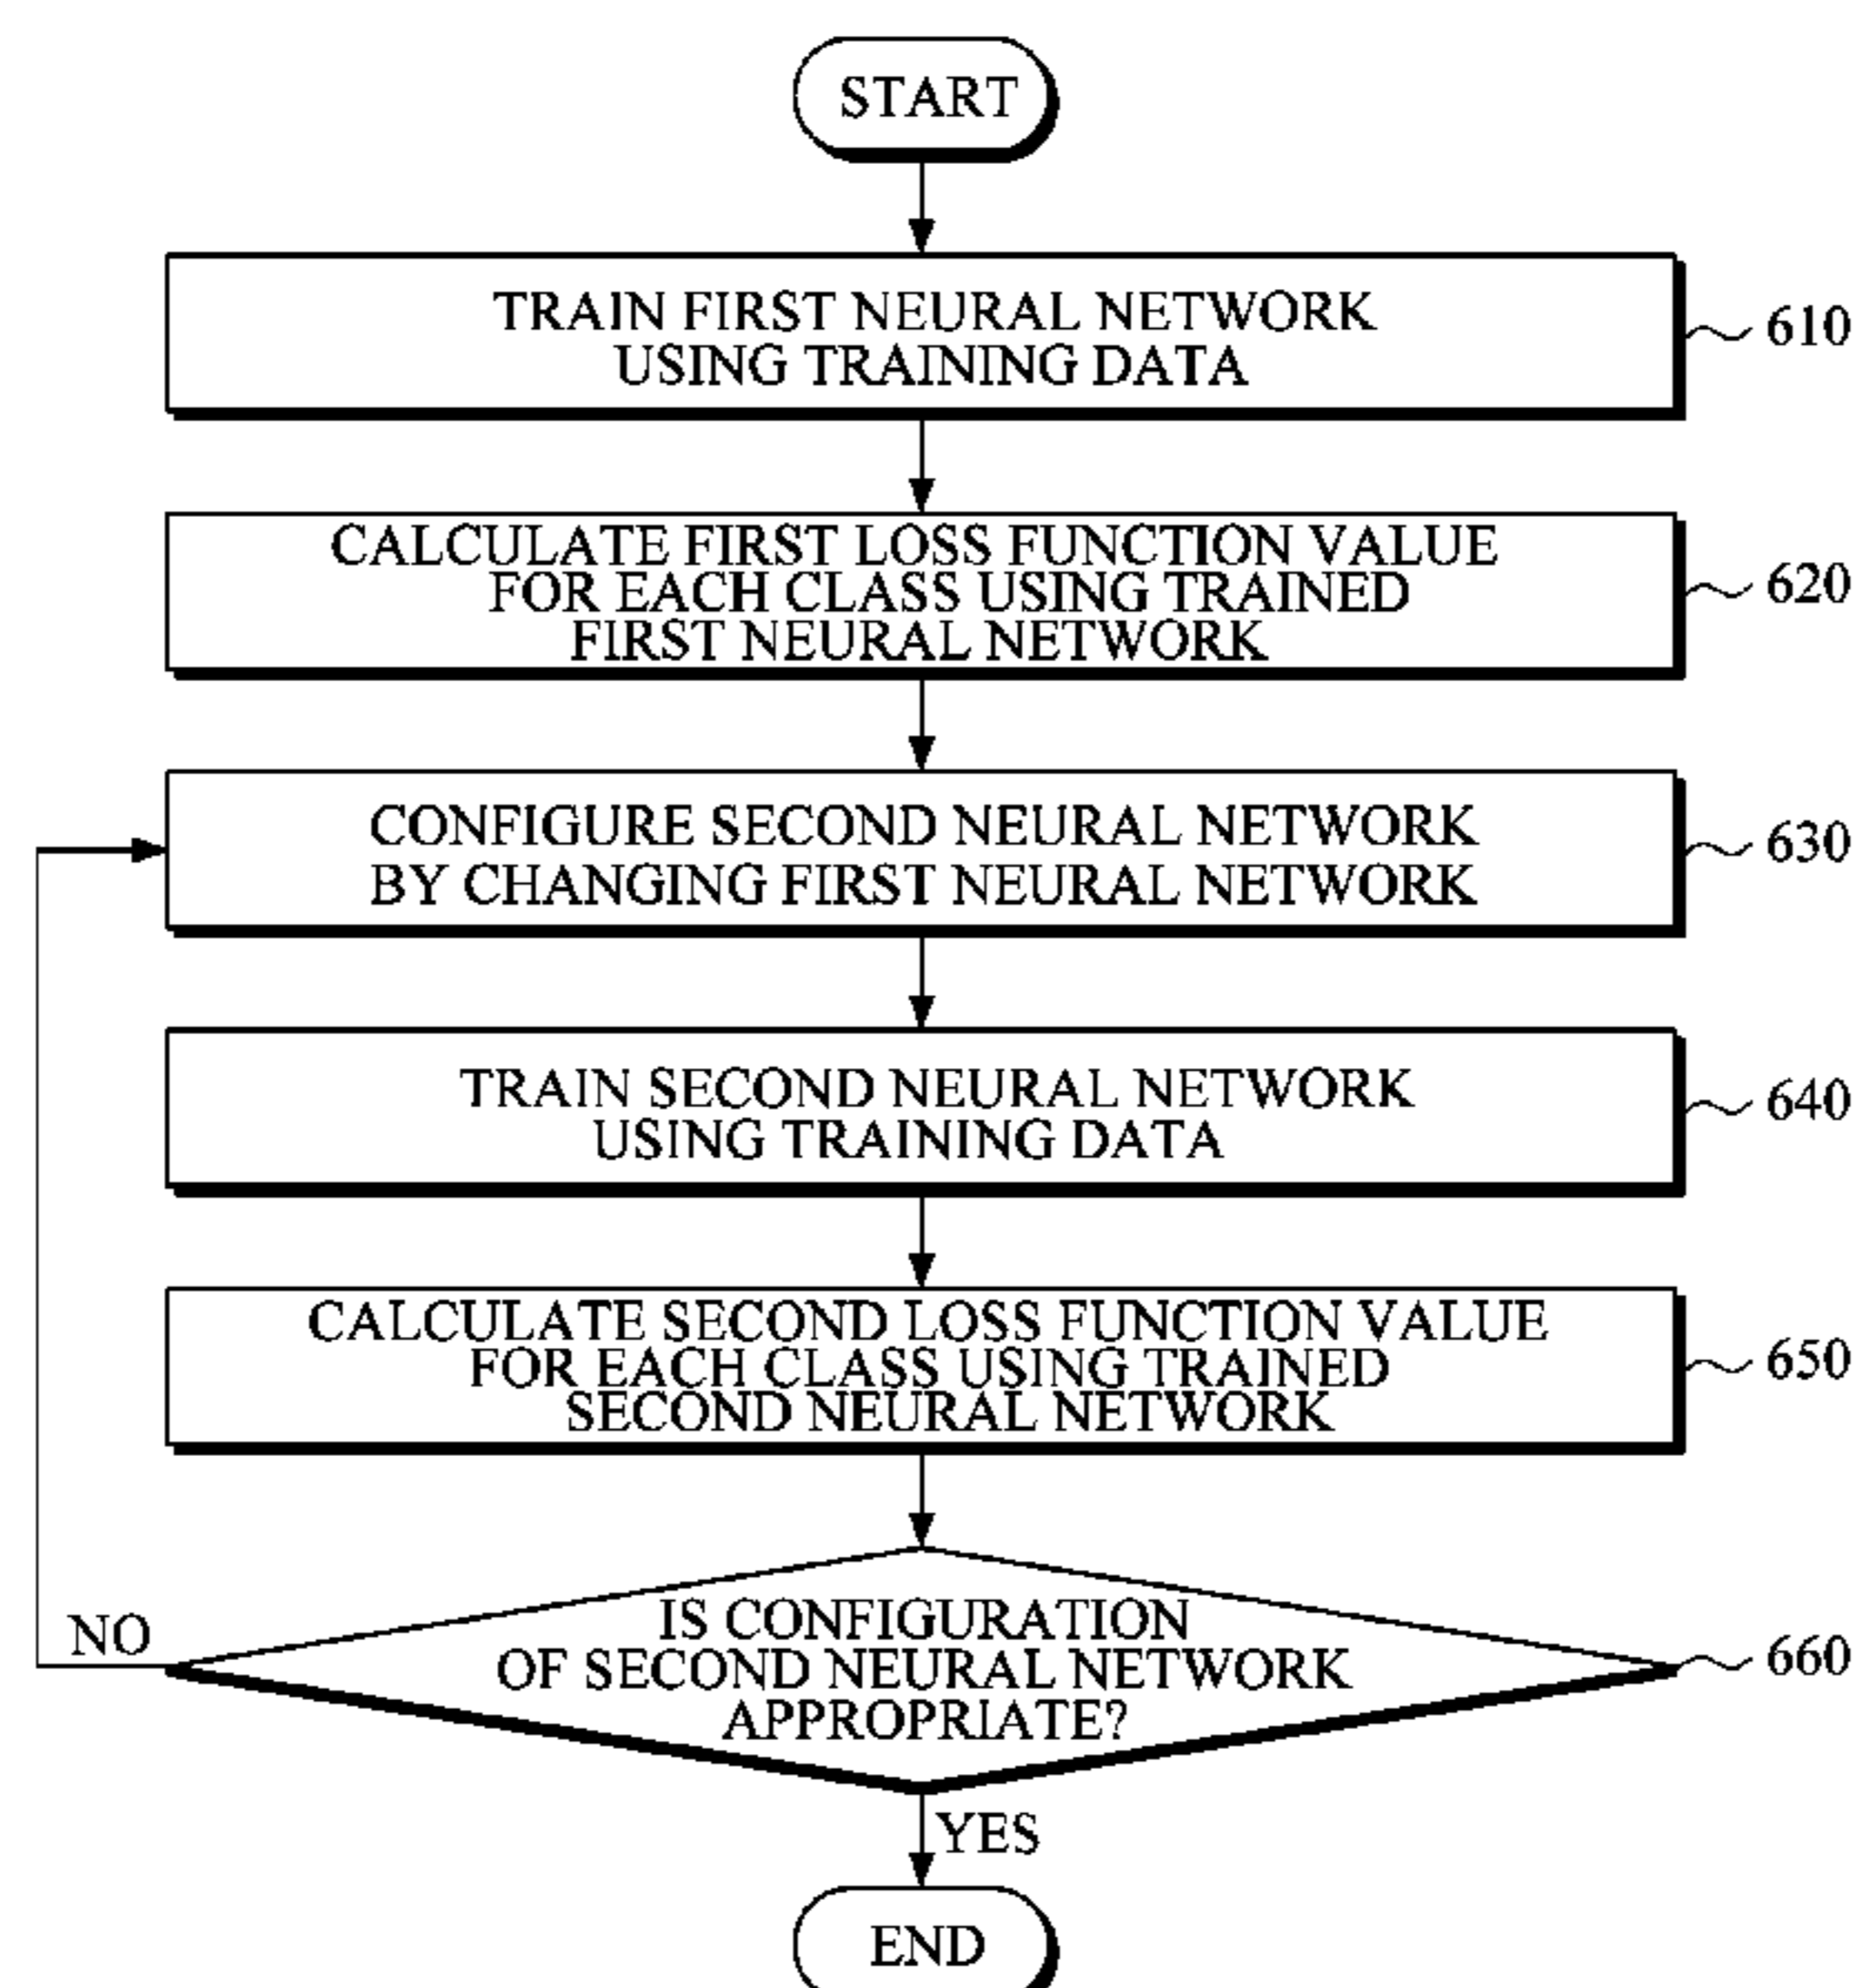 START
TRAIN FIRST NEURAL NETWORK
USING TRAINING DATA
610
CALCULATE FIRST LOSS FUNCTION VALUE
FOR EACH CLASS USING TRAINED
FIRST NEURAL NETWORK
620
CONFIGURE SECOND NEURAL NETWORK
BY CHANGING FIRST NEURAL NETWORK
630
TRAIN SECOND NEURAL NETWORK
USING TRAINING DATA
640
CALCULATE SECOND LOSS FUNCTION VALUE
FOR EACH CLASS USING TRAINED
SECOND NEURAL NETWORK
650
IS CONFIGURATION
OF SECOND NEURAL NETWORK
APPROPRIATE?
660
NO
YES
END